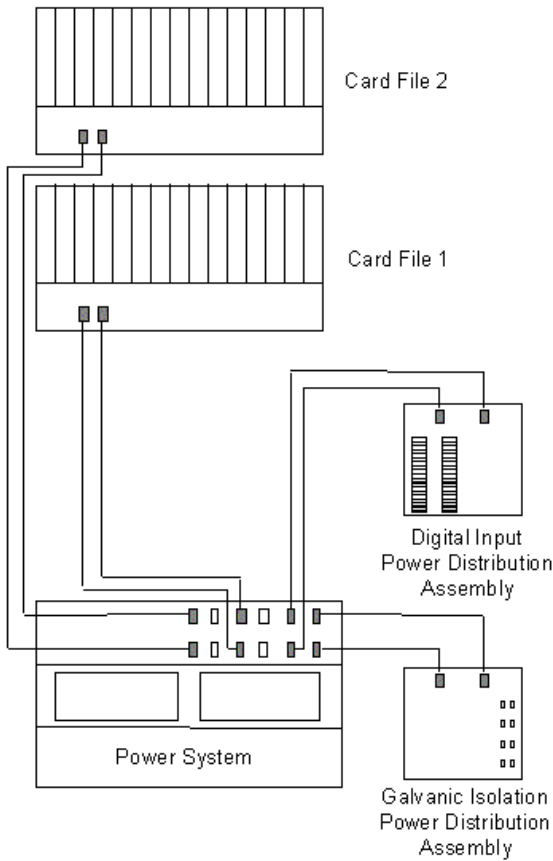 Card File 2
Card File 1
Digital Input
Power Distribution
Assembly
Power System
Galvanic Isolation
Power Distribution
Assembly